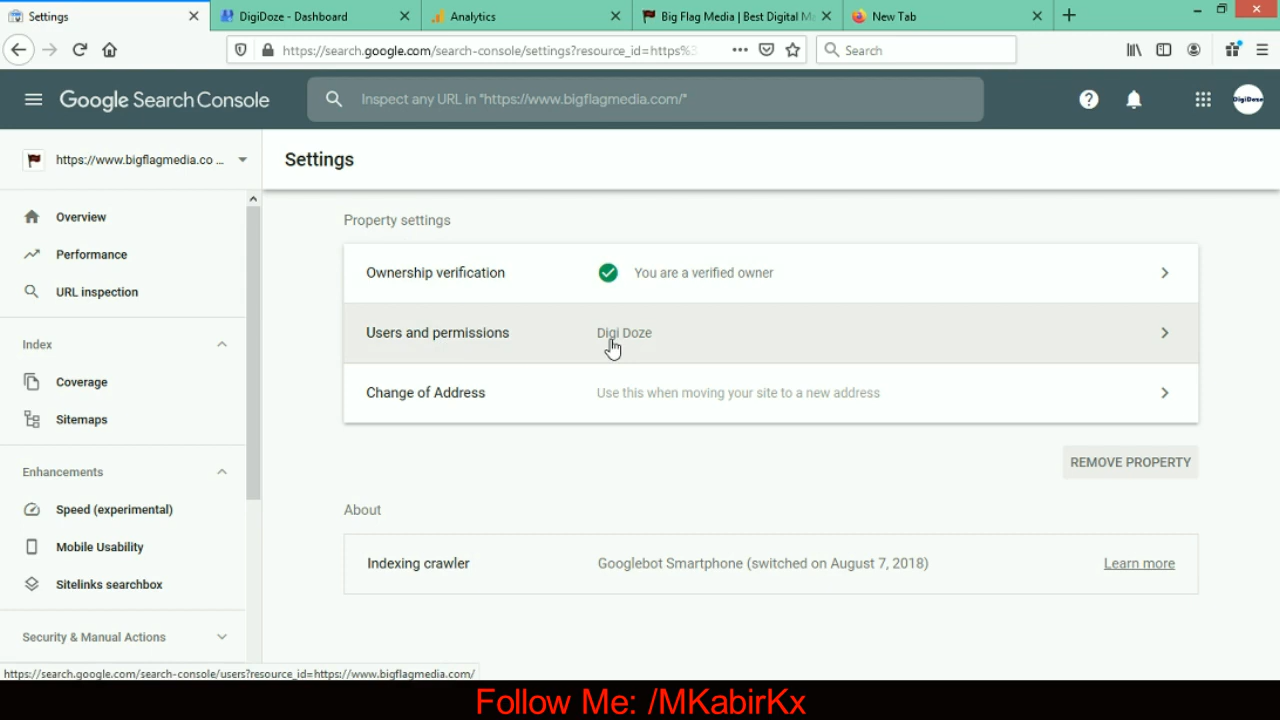 Settings
DigiDoze - Dashboard
Analytics
Big Flag Media | Best Digital Ma
New Tab
https://search.google.com/search-console/settings?resource_id=https%3
Search
Google Search Console
Inspect any URL in "https://www.bigflagmedia.com/"
DigiDoze
https://www.bigflagmedia.co ...
Settings
Overview
Performance
URL inspection
Index
Coverage
Sitemaps
Enhancements
Speed (experimental)
Mobile Usability
Sitelinks searchbox
Security & Manual Actions
Property settings
Ownership verification
You are a verified owner
Users and permissions
Digi Doze
Change of Address
Use this when moving your site to a new address
REMOVE PROPERTY
About
Indexing crawler
Googlebot Smartphone (switched on August 7, 2018)
Learn more
https://search.google.com/search-console/users?resource_id=https://www.bigflagmedia.com/
Follow Me: /MKabirKx